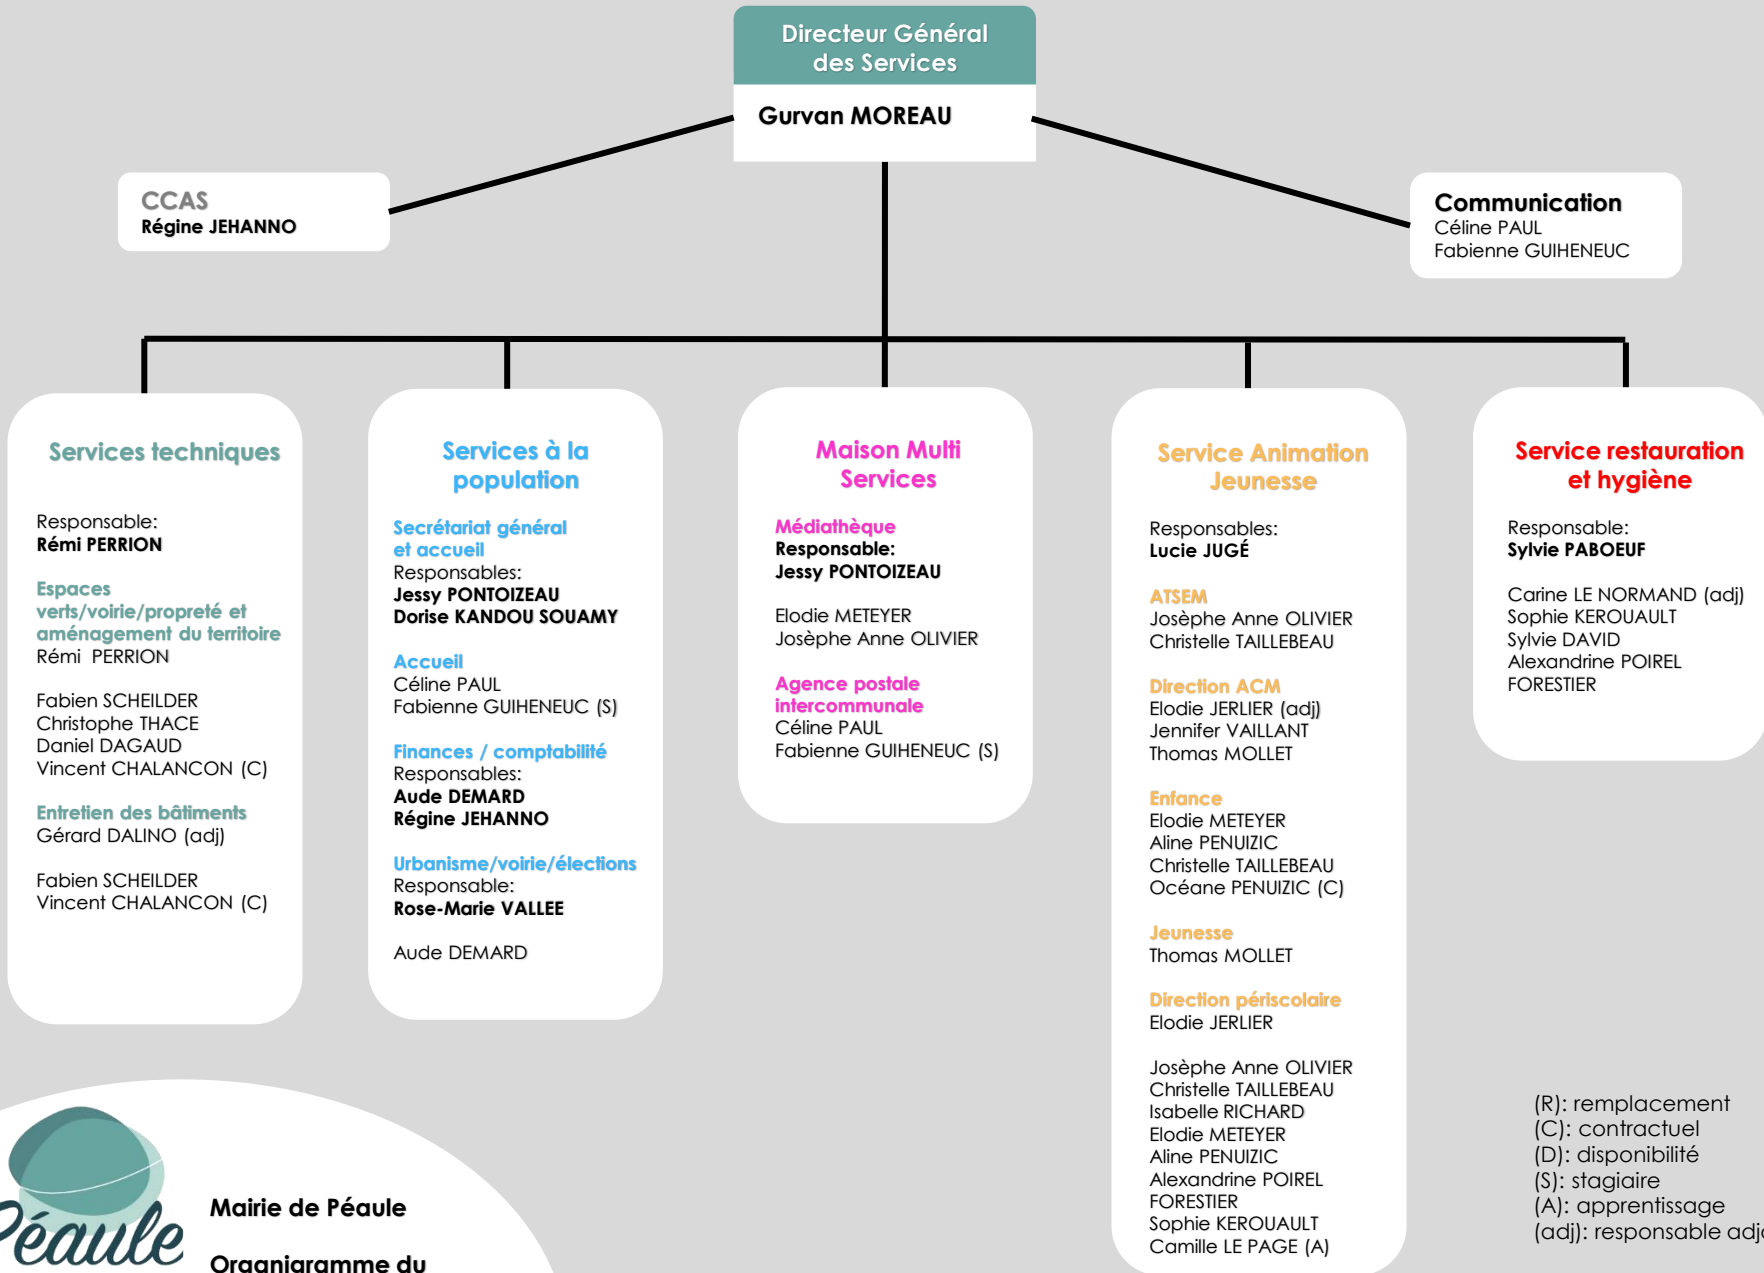 Directeur Général
des Services
Gurvan MOREAU
CCAS
Régine JEHANNO
Communication
Céline PAUL
Fabienne GUIHENEUC
Services techniques
Responsable:
Rémi PERRION
Espaces
verts/voirie/propreté et
aménagement du territoire
Rémi PERRION
Fabien SCHEILDER
Christophe THACE
Daniel DAGAUD
Vincent CHALANCON (C)
Entretien des bâtiments
Gérard DALINO (adj)
Fabien SCHEILDER
Vincent CHALANCON (C)
Services à la
population
Secrétariat général
et accueil
Responsables:
Jessy PONTOIZEAU
Dorise KANDOU SOUAMY
Accueil
Céline PAUL
Fabienne GUIHENEUC (S)
Finances / comptabilité
Responsables:
Aude DEMARD
Régine JEHANNO
Urbanisme/voirie/élections
Responsable:
Rose-Marie VALLEE
Aude DEMARD
Maison Multi
Services
Médiathèque
Responsable:
Jessy PONTOIZEAU
Elodie METEYER
Josèphe Anne OLIVIER
Agence postale
intercommunale
Céline PAUL
Fabienne GUIHENEUC (S)
Service Animation
Jeunesse
Responsables:
Lucie JUGÉ
ATSEM
Josèphe Anne OLIVIER
Christelle TAILLEBEAU
Direction ACM
Elodie JERLIER (adj)
Jennifer VAILLANT
Thomas MOLLET
Enfance
Elodie METEYER
Aline PENUIZIC
Christelle TAILLEBEAU
Océane PENUIZIC (C)
Jeunesse
Thomas MOLLET
Direction périscolaire
Elodie JERLIER
Josèphe Anne OLIVIER
Christelle TAILLEBEAU
Isabelle RICHARD
Elodie METEYER
Aline PENUIZIC
Alexandrine POIREL
FORESTIER
Sophie KEROUAULT
Camille LE PAGE (A)
Service restauration
et hygiène
Responsable:
Sylvie PABOEUF
Carine LE NORMAND (adj)
Sophie KEROUAULT
Sylvie DAVID
Alexandrine POIREL
FORESTIER
(R): remplacement
(C): contractuel
(D): disponibilité
(S): stagiaire
(A): apprentissage
(adj): responsable
Péaule
Mairie de Péaule
Organigramme du